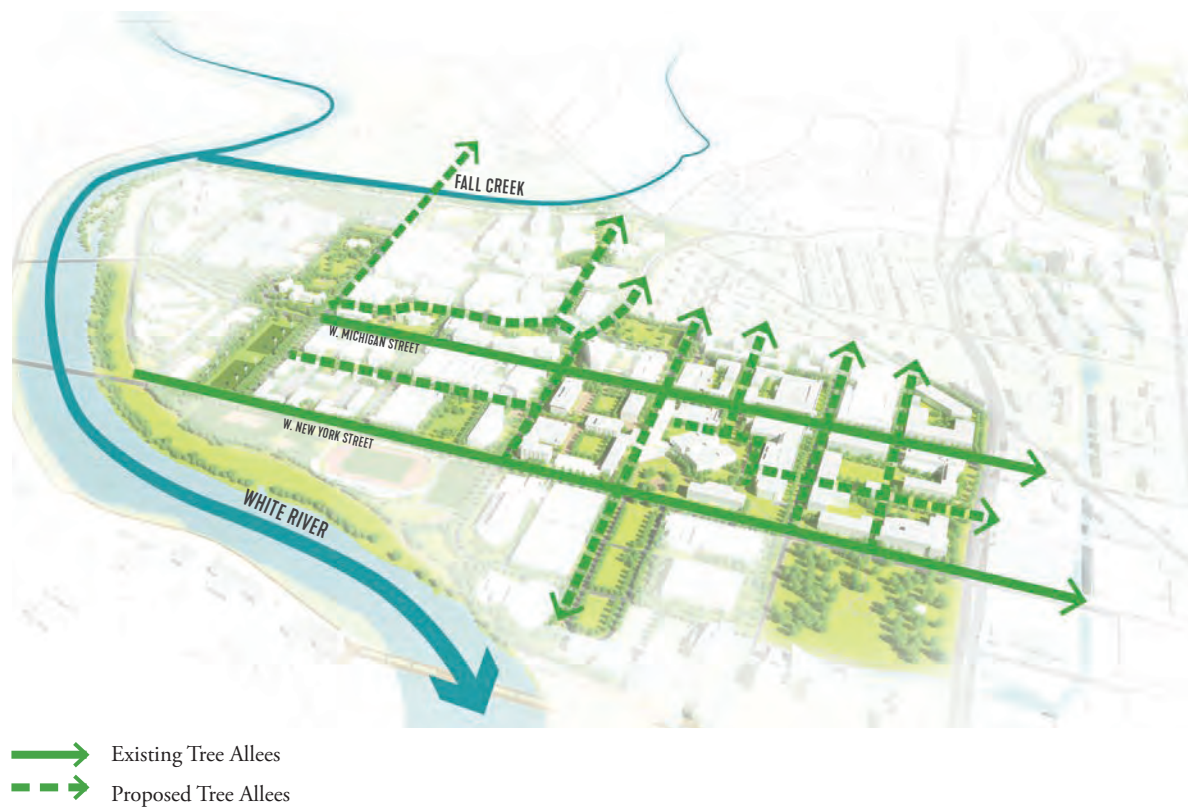 FALL CREEK
W. MICHIGAN STREET
W. NEW YORK STREET
WHITE RIVER
Existing Tree Allees
Proposed Tree Allees